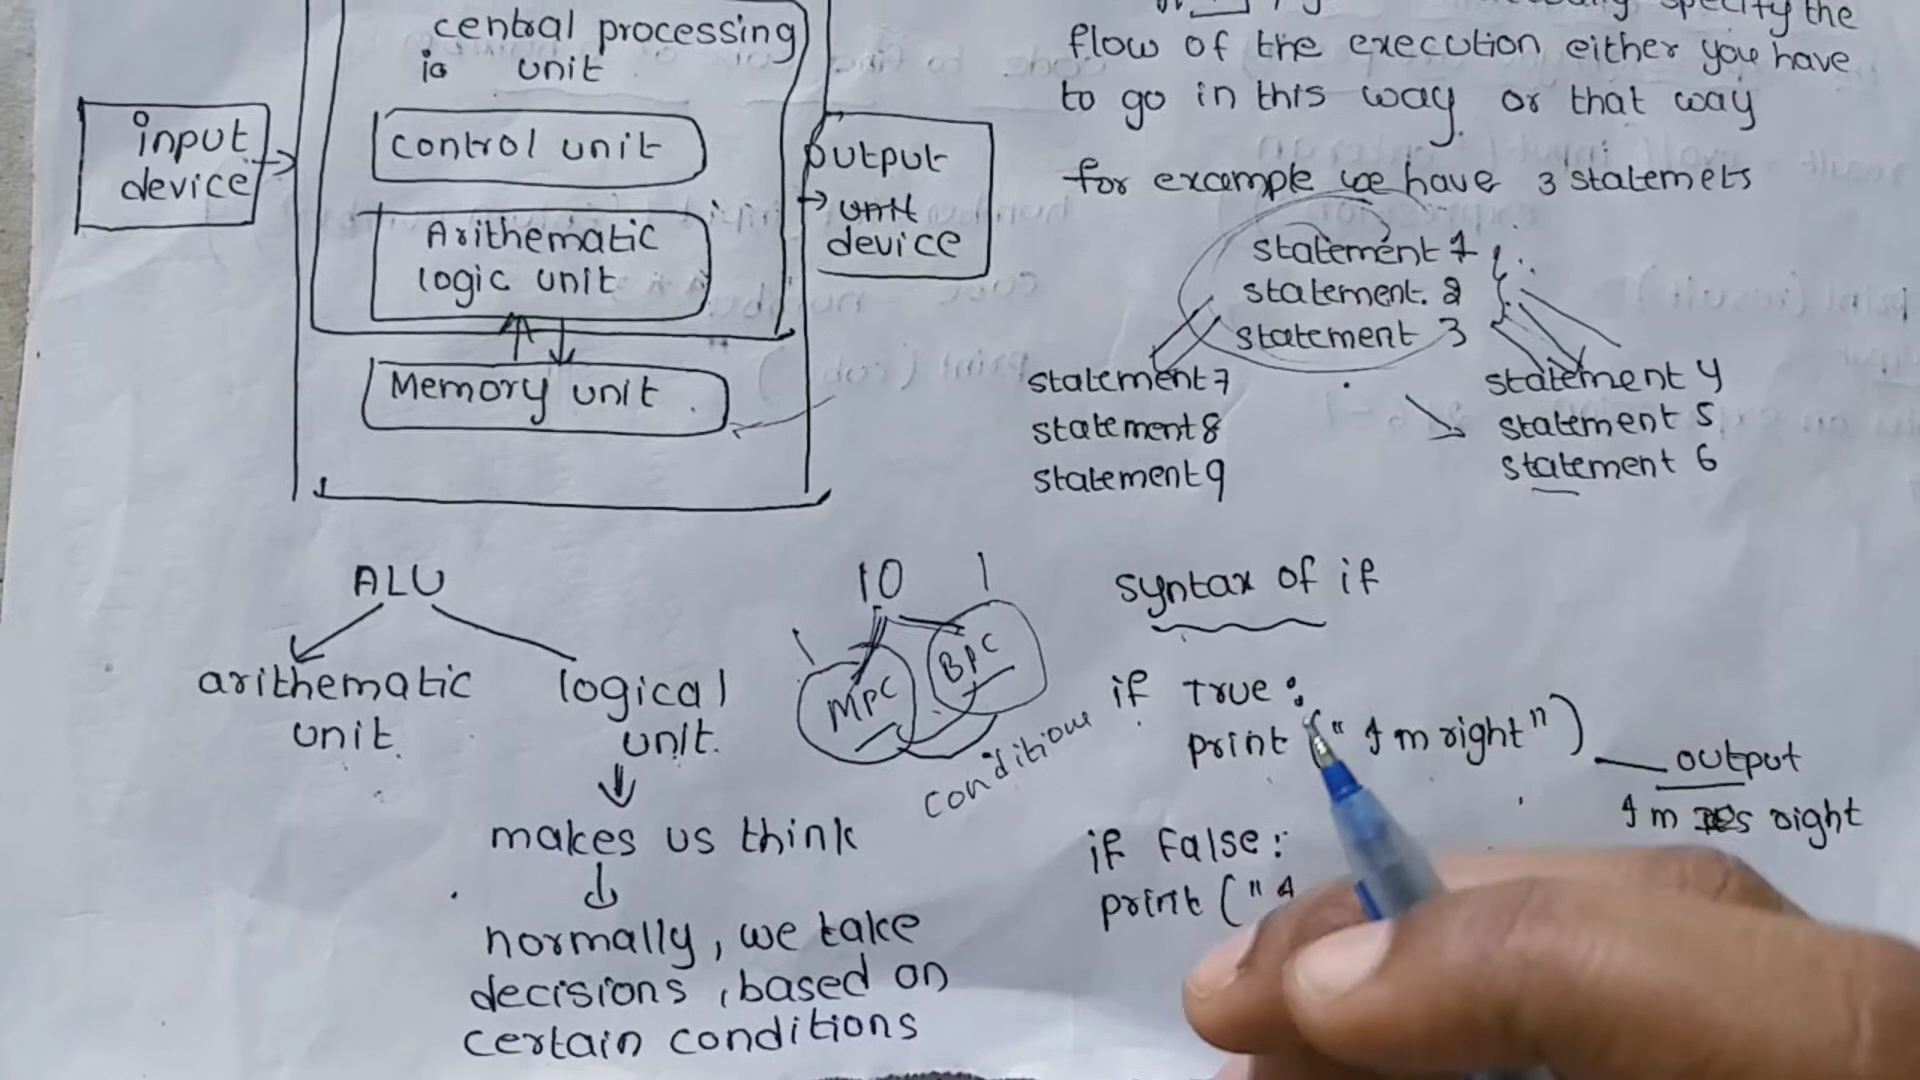 central processing
unit
input
device
control unit
Arithematic
logic unit
Memory unit
output
unit
device
specify the
flow of the execution either you have
to go in this way or that way
for example we have 3 statemets
statement 1
statement. 2
statement 3
statement 7
statement 8
statement 9
statement 4
statement 5
statement 6
ALU
arithematic
unit.
logical
unit.
makes us think
normally, we take
decisions, based on
certain conditions
10 1
MPC
BPC
conditions
syntax of if
if True:
print ("I m right")
output
I m right
if False:
print ("I